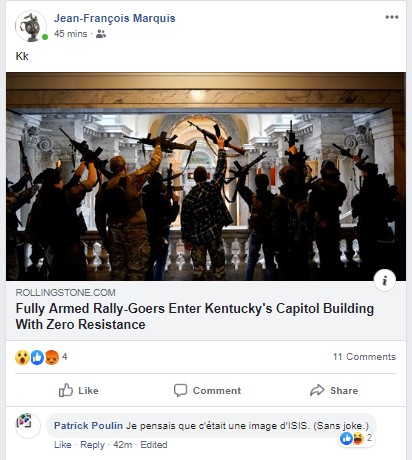 Jean-François Marquis
45 mins ·
Kk
ROLLINGSTONE.COM
Fully Armed Rally-Goers Enter Kentucky's Capitol Building
With Zero Resistance
4
11 Comments
Like
Comment
Share
Patrick Poulin Je pensais que c'était une image d'ISIS. (Sans joke.)
2
Like · Reply · 42m · Edited